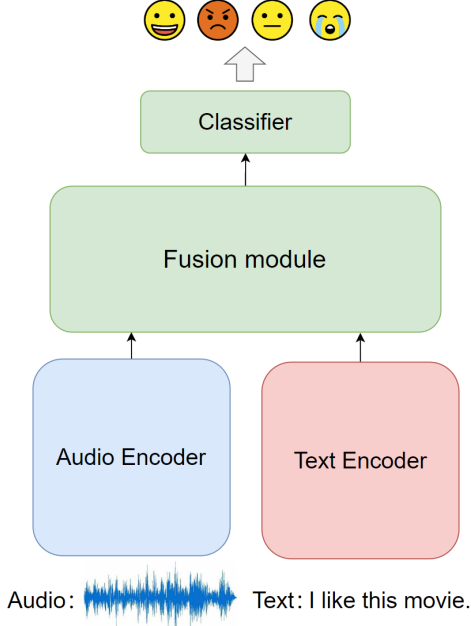 Classifier
Fusion module
Audio Encoder
Text Encoder
Audio:
Text: I like this movie.